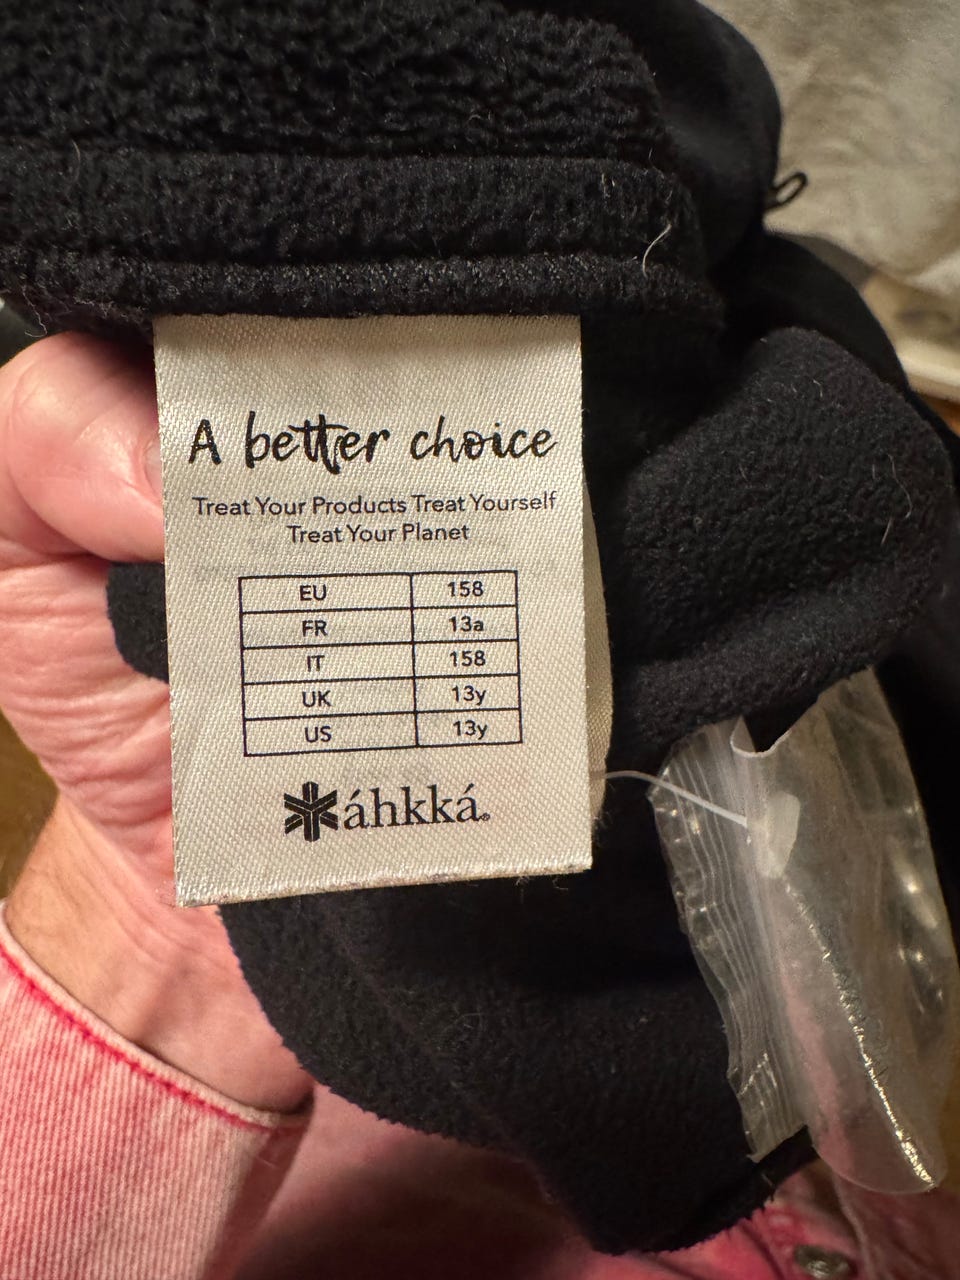 A better choice
Treat Your Products Treat Yourself
Treat Your Planet
EU 158
FR 13a
IT 158
UK 13y
US 13y
áhkká®